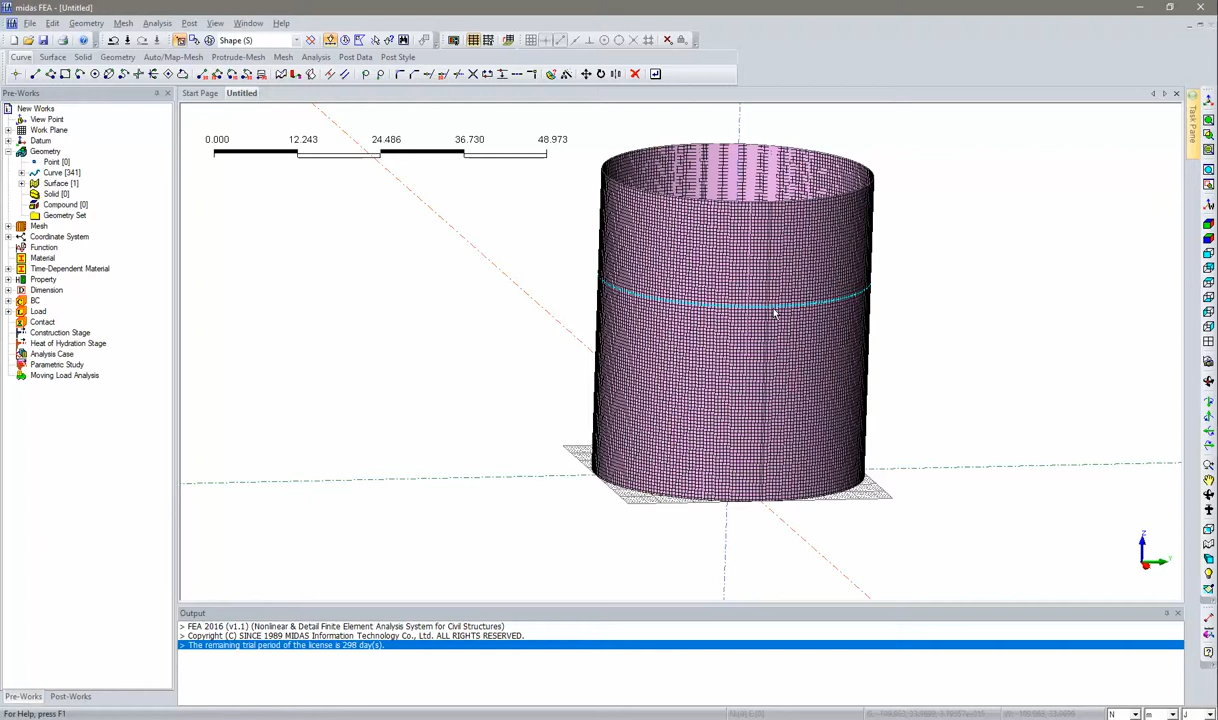 midas FEA - [Untitled]
File Edit Geometry Mesh Analysis Post View Window Help
Shape (S)
Curve Surface Solid Geometry Auto/Map-Mesh Protrude-Mesh Mesh Analysis Post Data Post Style
Pre-Works
Start Page Untitled
Task Pane
New Works
View Point
Work Plane
Datum
Geometry
Point [0]
Curve [341]
Surface [1]
Solid [0]
Compound [0]
Geometry Set
Mesh
Coordinate System
Function
Material
Time-Dependent Material
Property
Dimension
BC
Load
Contact
Construction Stage
Heat of Hydration Stage
Analysis Case
Parametric Study
Moving Load Analysis
0.000 12.243 24.486 36.730 48.973
Z
Y
Output
> FEA 2016 (v1.1) (Nonlinear & Detail Finite Element Analysis System for Civil Structures)
> Copyright (C) SINCE 1989 MIDAS Information Technology Co., Ltd. ALL RIGHTS RESERVED.
> The remaining trial period of the license is 298 day(s).
Pre-Works Post-Works
For Help, press F1
N m J